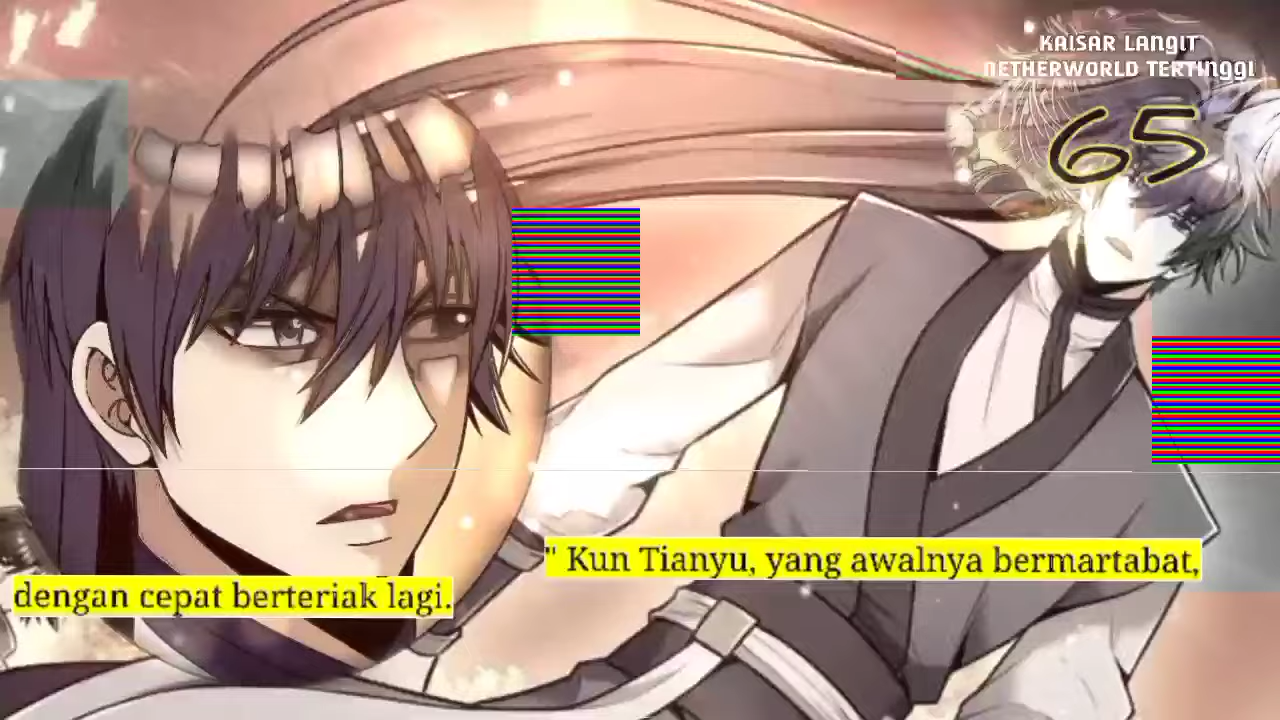 KAISAR LANGIT
NETHERWORLD TERTINGGI
65
" Kun Tianyu, yang awalnya bermartabat,
dengan cepat berteriak lagi.